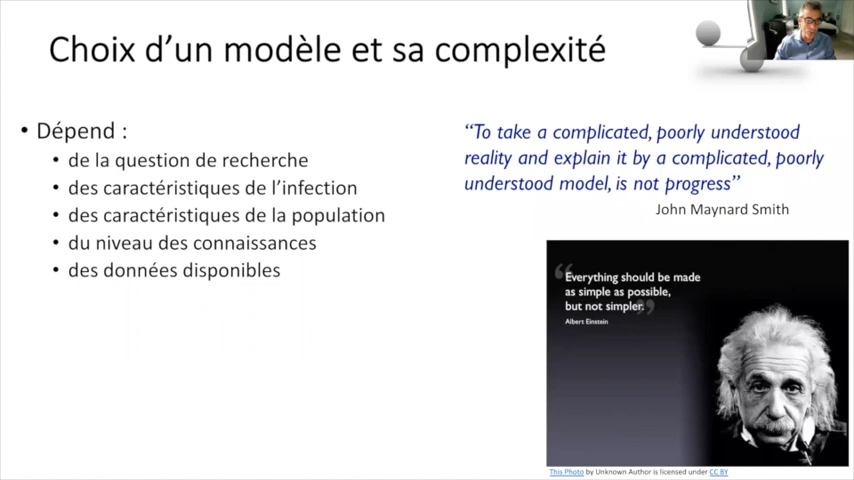 Choix d’un modèle et sa complexité
• Dépend :
• de la question de recherche
• des caractéristiques de l’infection
• des caractéristiques de la population
• du niveau des connaissances
• des données disponibles
“To take a complicated, poorly understood
reality and explain it by a complicated, poorly
understood model, is not progress”
John Maynard Smith
“Everything should be made
as simple as possible,
but not simpler.”
Albert Einstein
This Photo by Unknown Author is licensed under CC BY